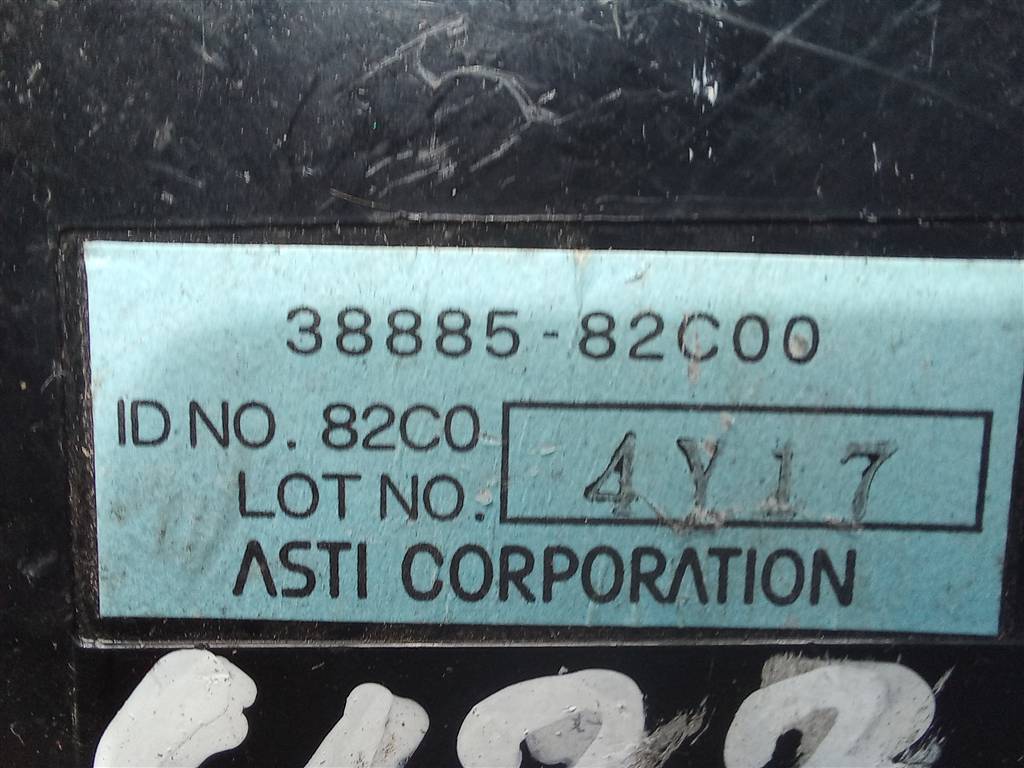 38885-82C00
ID NO. 82C0
LOT NO. 4Y17
ASTI CORPORATION